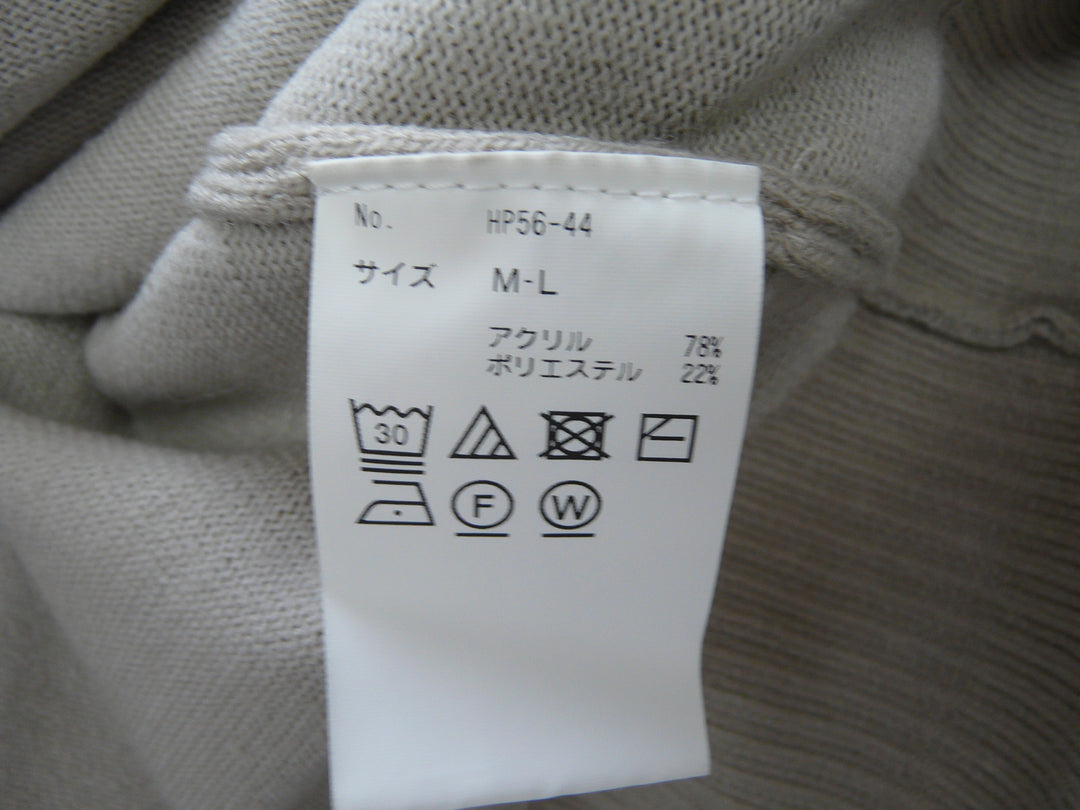 No. HP56-44
サイズ M-L
アクリル 78%
ポリエステル 22%
30
F W